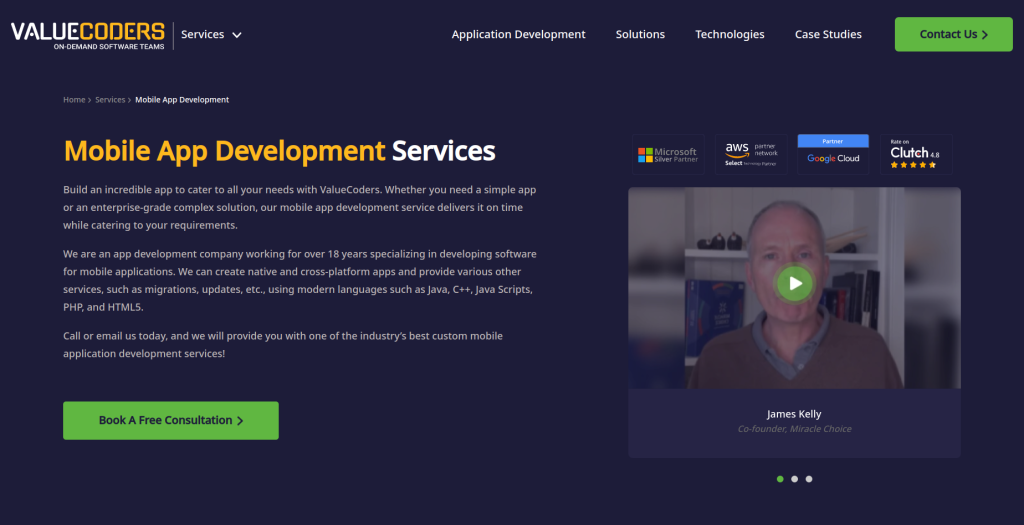 VALUECODERS
ON-DEMAND SOFTWARE TEAMS
Services
Application Development
Solutions
Technologies
Case Studies
Contact Us
Home
Services
Mobile App Development
Mobile App Development Services
Build an incredible app to cater to all your needs with ValueCoders. Whether you need a simple app
or an enterprise-grade complex solution, our mobile app development service delivers it on time
while catering to your requirements.
We are an app development company working for over 18 years specializing in developing software
for mobile applications. We can create native and cross-platform apps and provide various other
services, such as migrations, updates, etc., using modern languages such as Java, C++, Java Scripts,
PHP, and HTML5.
Call or email us today, and we will provide you with one of the industry's best custom mobile
application development services!
Book A Free Consultation
Microsoft
Silver Partner
aws
partner
network
Select
Partner
Google Cloud
Rate on
Clutch 4.8
James Kelly
Co-founder, Miracle Choice